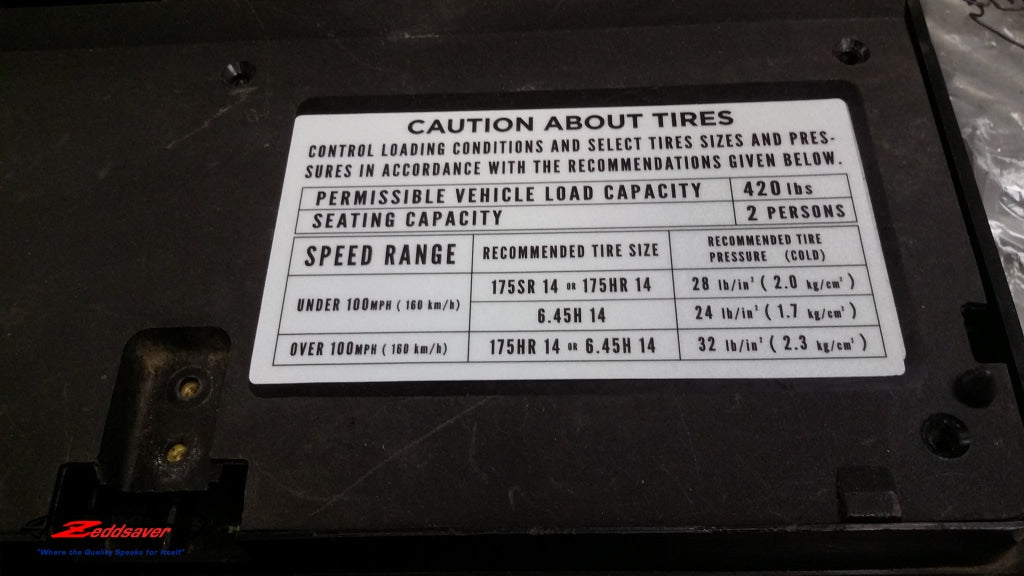 CAUTION ABOUT TIRES
CONTROL LOADING CONDITIONS AND SELECT TIRES SIZES AND PRES-
SURES IN ACCORDANCE WITH THE RECOMMENDATIONS GIVEN BELOW.
PERMISSIBLE VEHICLE LOAD CAPACITY 420 lbs
SEATING CAPACITY 2 PERSONS
SPEED RANGE RECOMMENDED TIRE SIZE RECOMMENDED TIRE
PRESSURE (COLD)
UNDER 100MPH ( 160 km/h) 175SR 14 OR 175HR 14 28 lb/in² ( 2.0 kg/cm² )
6.45H 14 24 lb/in² ( 1.7 kg/cm² )
OVER 100MPH ( 160 km/h) 175HR 14 OR 6.45H 14 32 lb/in² ( 2.3 kg/cm² )
Zeddsaver
"Where the Quality Speaks for Itself"